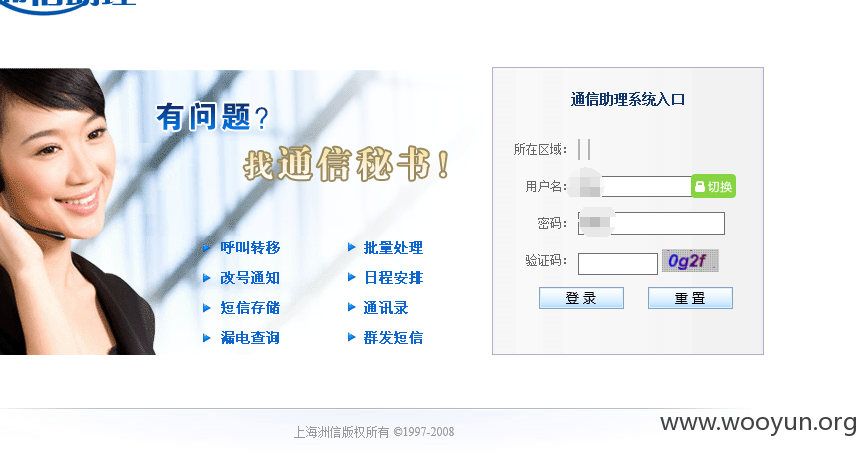 信助理
有问题?
找通信秘书!
呼叫转移
批量处理
改号通知
日程安排
短信存储
通讯录
漏电查询
群发短信
通信助理系统入口
所在区域:
用户名:
切换
密码:
验证码:
0g2f
登录
重置
上海洲信版权所有 ©1997-2008
www.wooyun.org